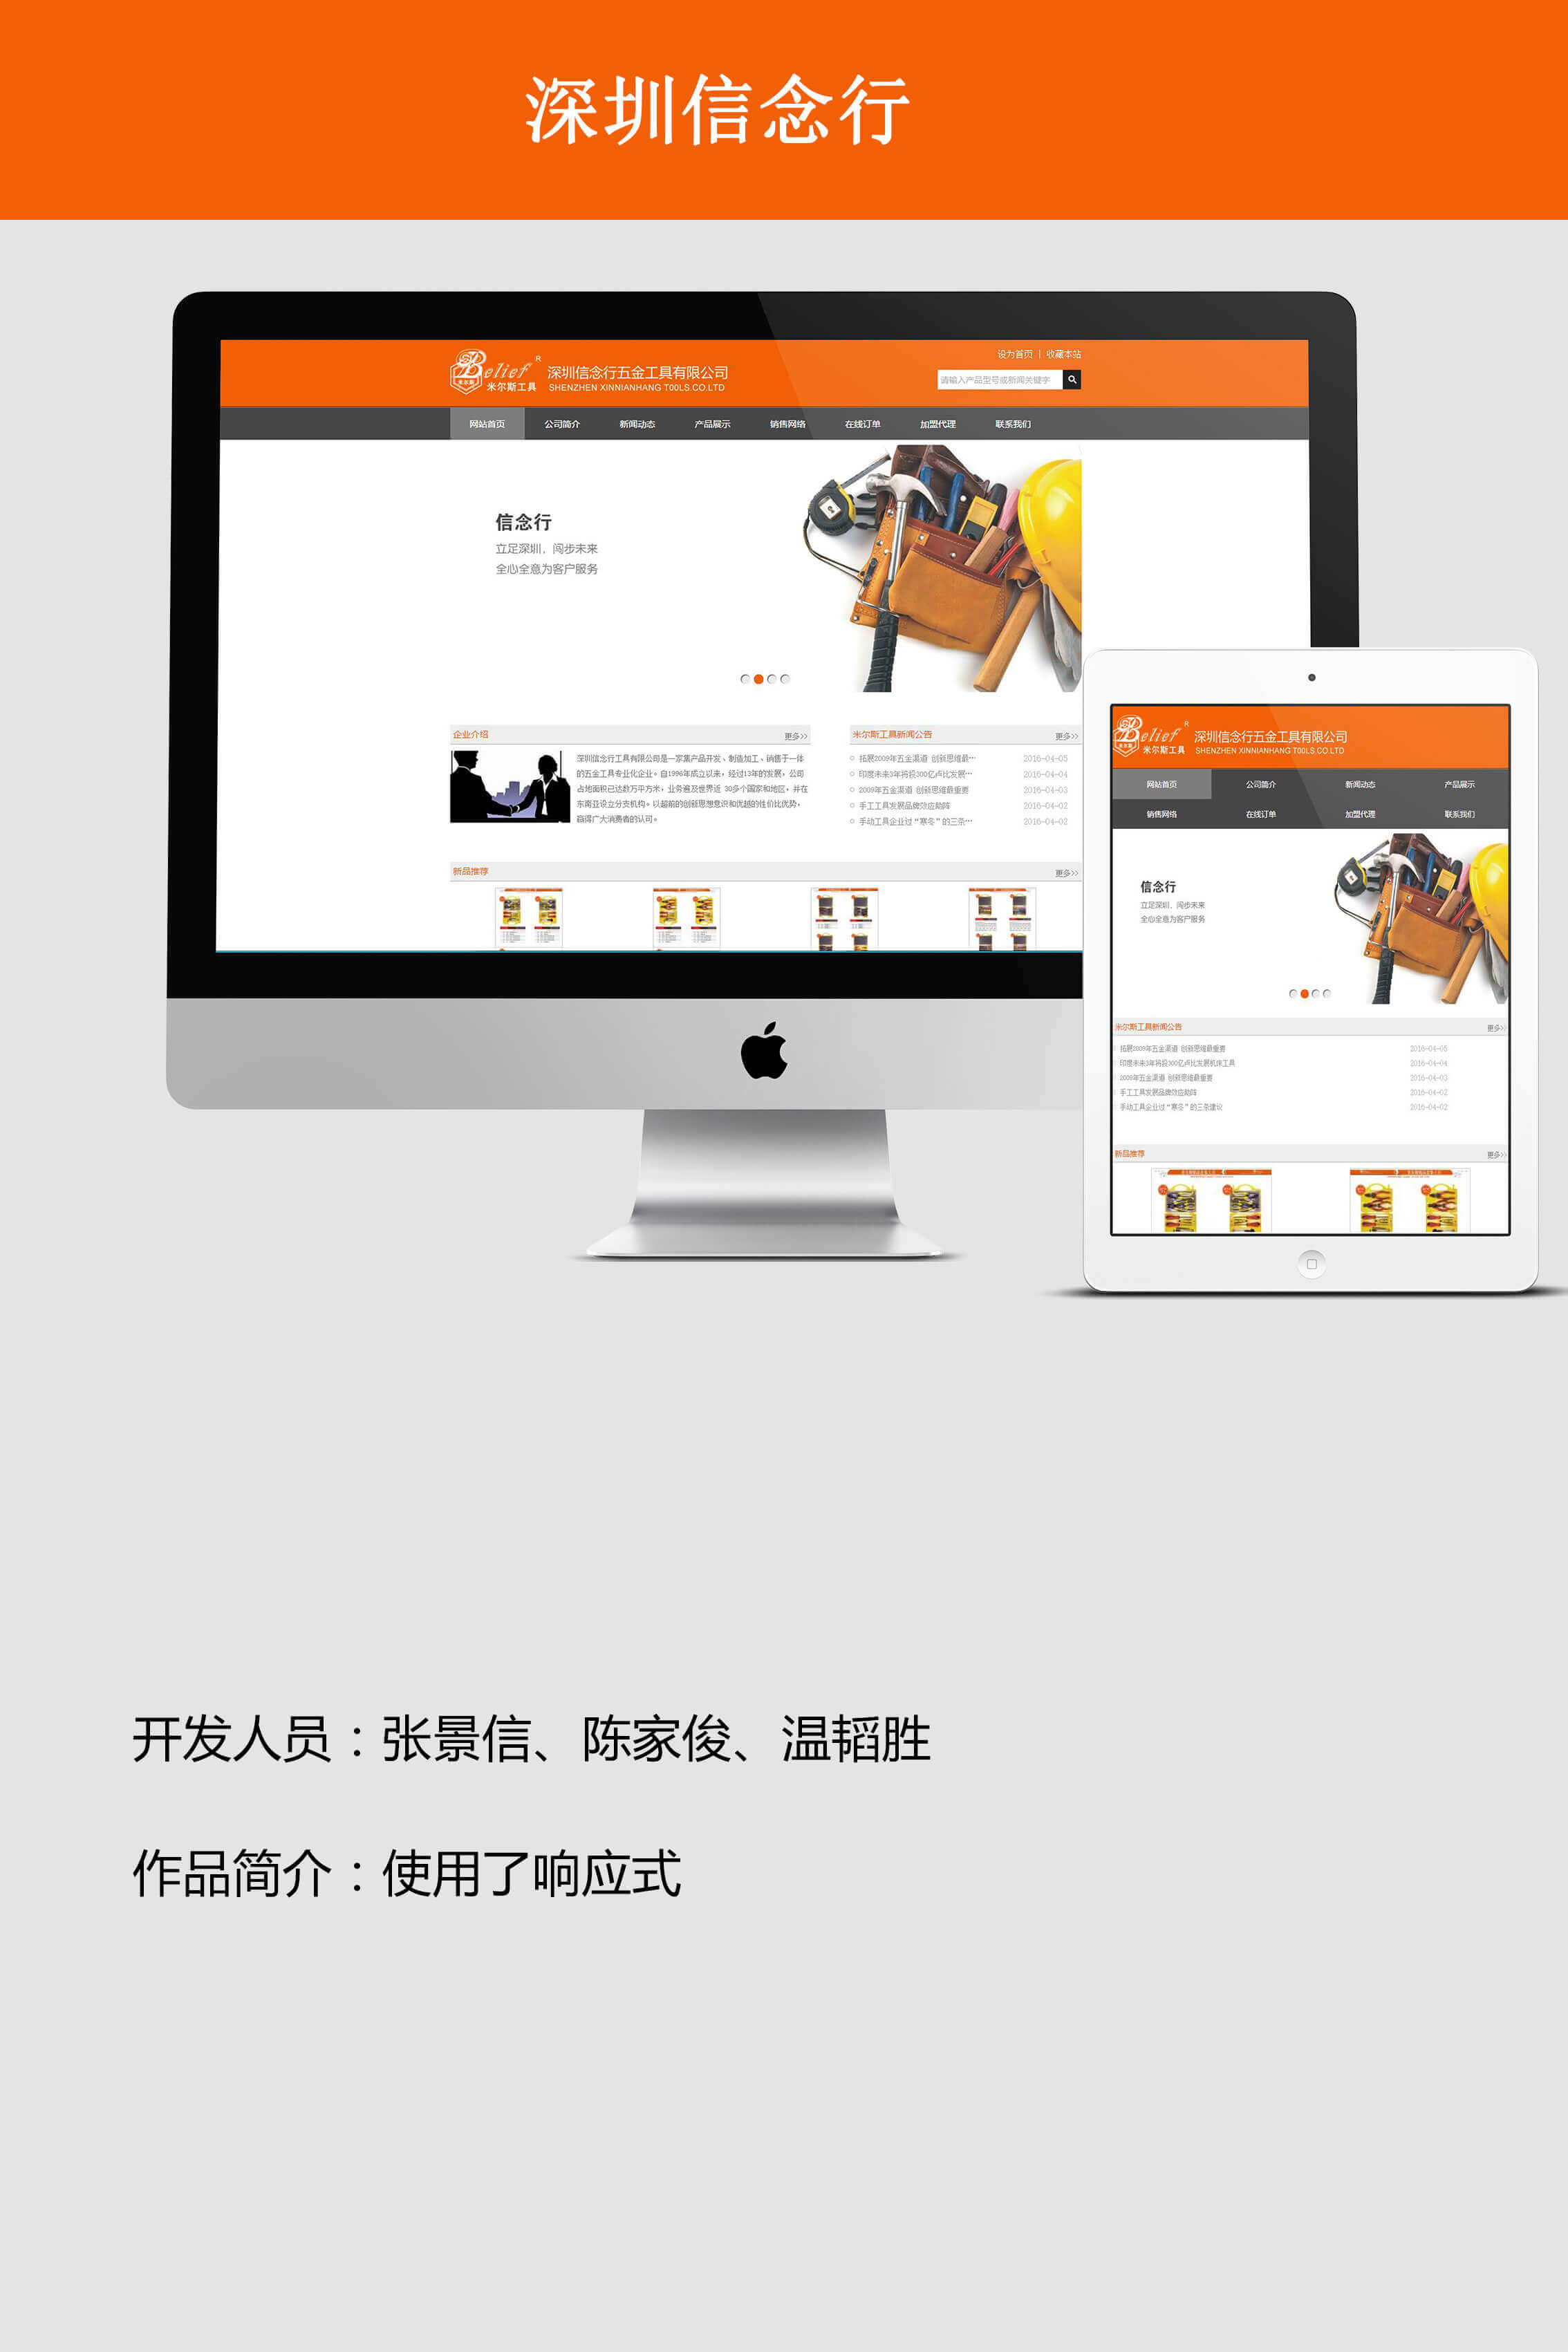 深圳信念行
Belief R
米尔斯
米尔斯工具
深圳信念行五金工具有限公司
SHENZHEN XINNIANHANG T00LS.CO.LTD
设为首页 | 收藏本站
请输入产品型号或新闻关键字
网站首页 公司简介 新闻动态 产品展示 销售网络 在线订单 加盟代理 联系我们
信念行
立足深圳，闯步未来
全心全意为客户服务
企业介绍 更多>>
深圳信念行工具有限公司是一家集产品开发、制造加工、销售于一体
的五金工具专业化企业。自1996年成立以来，经过13年的发展，公司
占地面积已达数万平方米，业务遍及世界近 30多个国家和地区，并在
东南亚设立分支机构。以超前的创新思想意识和优越的性价比优势，
赢得广大消费者的认可。
米尔斯工具新闻公告 更多>>
拓展2009年五金渠道 创新思维最… 2016-04-05
印度未来3年将投300亿卢比发展… 2016-04-04
2009年五金渠道 创新思维最重要 2016-04-03
手工工具发展品牌效应助阵 2016-04-02
手动工具企业过“寒冬”的三条… 2016-04-02
新品推荐 更多>>
Belief R
米尔斯
米尔斯工具
深圳信念行五金工具有限公司
SHENZHEN XINNIANHANG T00LS.CO.LTD
网站首页 公司简介 新闻动态 产品展示
销售网络 在线订单 加盟代理 联系我们
信念行
立足深圳，闯步未来
全心全意为客户服务
米尔斯工具新闻公告 更多>>
拓展2009年五金渠道 创新思维最重要 2016-04-05
印度未来3年将投300亿卢比发展机床工具 2016-04-04
2009年五金渠道 创新思维最重要 2016-04-03
手工工具发展品牌效应助阵 2016-04-02
手动工具企业过“寒冬”的三条建议 2016-04-02
新品推荐 更多>>
开发人员：张景信、陈家俊、温韬胜
作品简介：使用了响应式